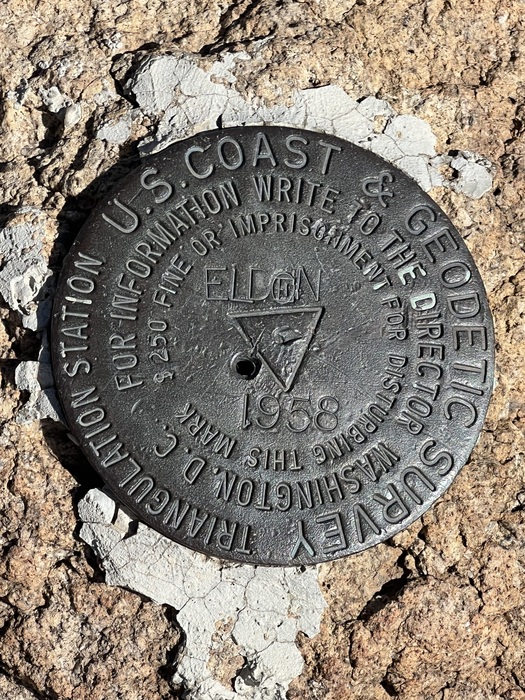 U.S. COAST & GEODETIC SURVEY
TRIANGULATION STATION
FOR INFORMATION WRITE TO THE DIRECTOR
WASHINGTON, D.C.
$250 FINE OR IMPRISONMENT FOR DISTURBING THIS MARK
ELDON
1958